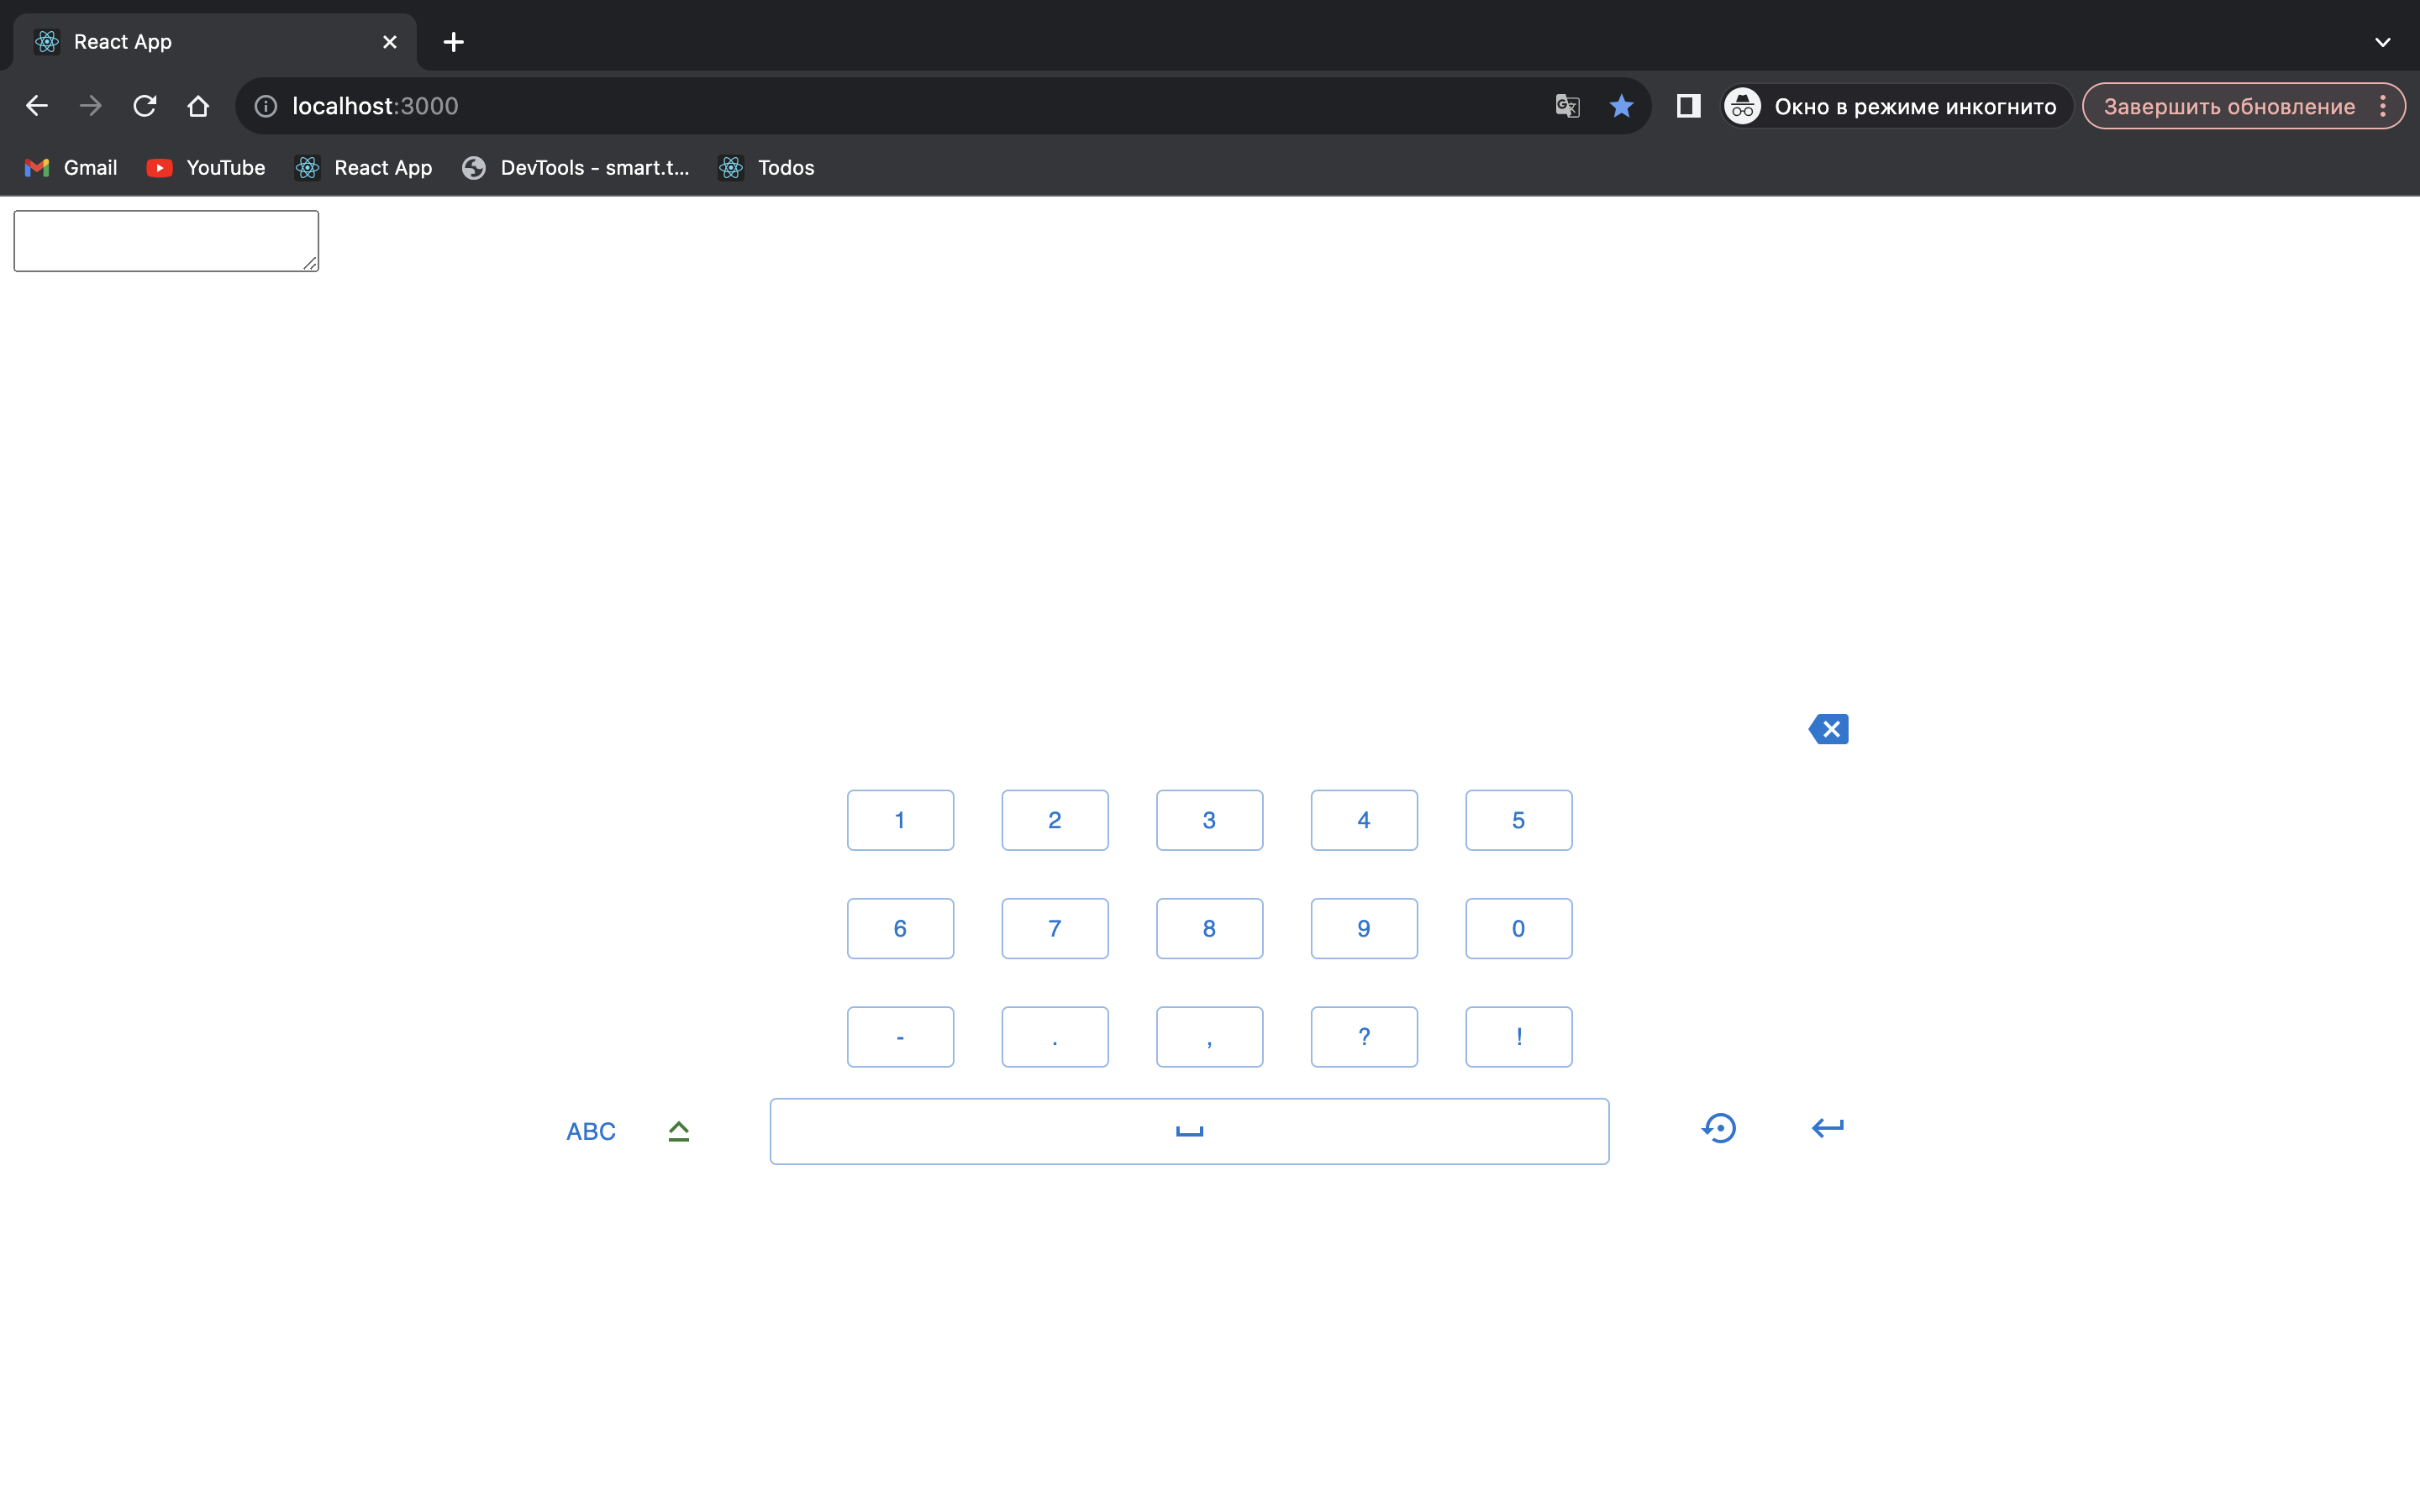 React App
localhost:3000
Окно в режиме инкогнито
Завершить обновление
Gmail YouTube React App DevTools - smart.t... Todos
1 2 3 4 5
6 7 8 9 0
- . , ? !
ABC